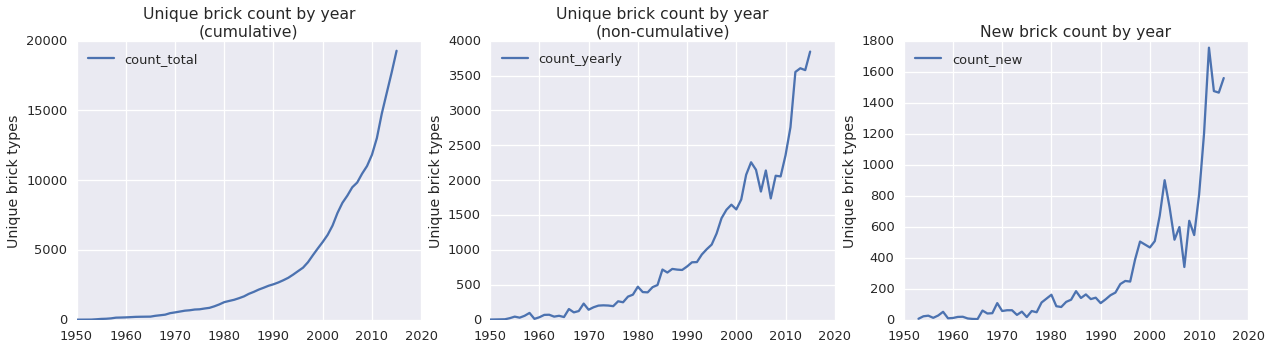 Unique brick count by year
(cumulative)
Unique brick types
20000
15000
10000
5000
0
count_total
1950 1960 1970 1980 1990 2000 2010 2020
Unique brick count by year
(non-cumulative)
Unique brick types
4000
3500
3000
2500
2000
1500
1000
500
0
count_yearly
1950 1960 1970 1980 1990 2000 2010 2020
New brick count by year
Unique brick types
1800
1600
1400
1200
1000
800
600
400
200
0
count_new
1950 1960 1970 1980 1990 2000 2010 2020